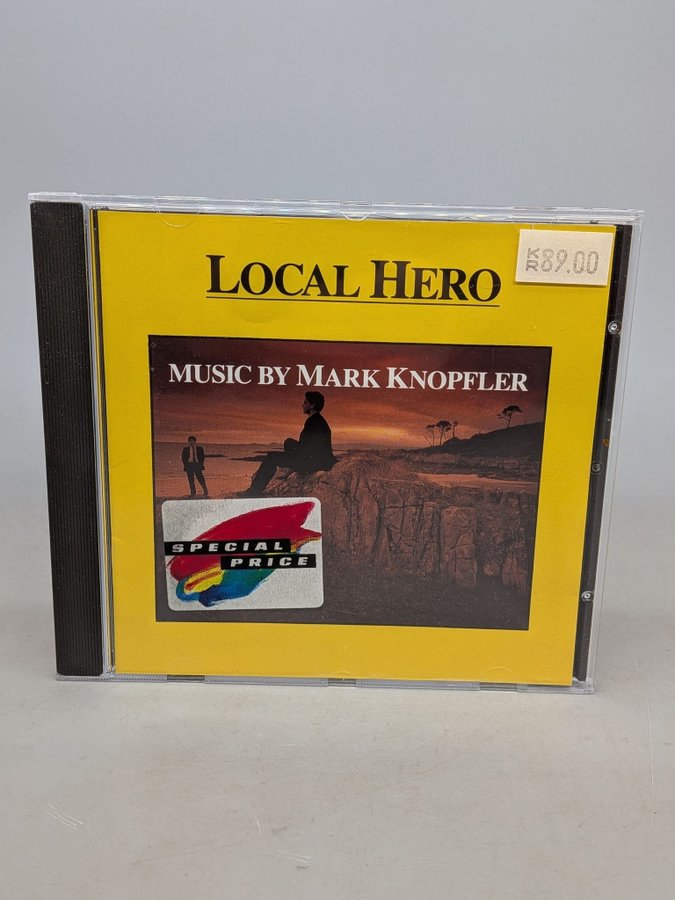 KR 89.00
LOCAL HERO
MUSIC BY MARK KNOPFLER
SPECIAL
PRICE